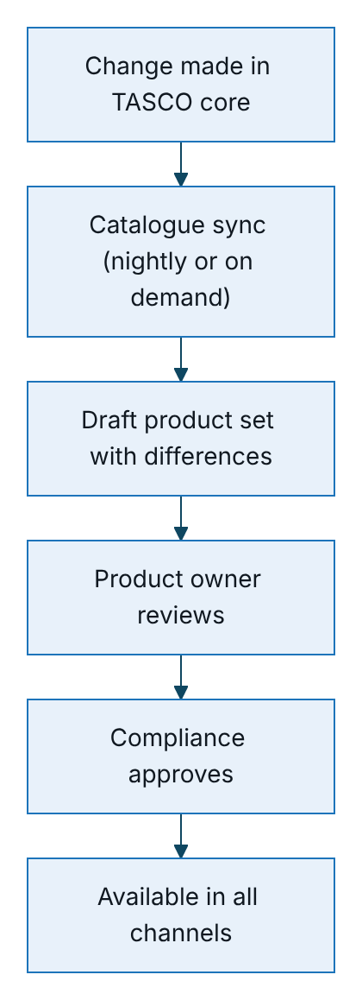 Change made in
TASCO core
Catalogue sync
(nightly or on
demand)
Draft product set
with differences
Product owner
reviews
Compliance
approves
Available in all
channels